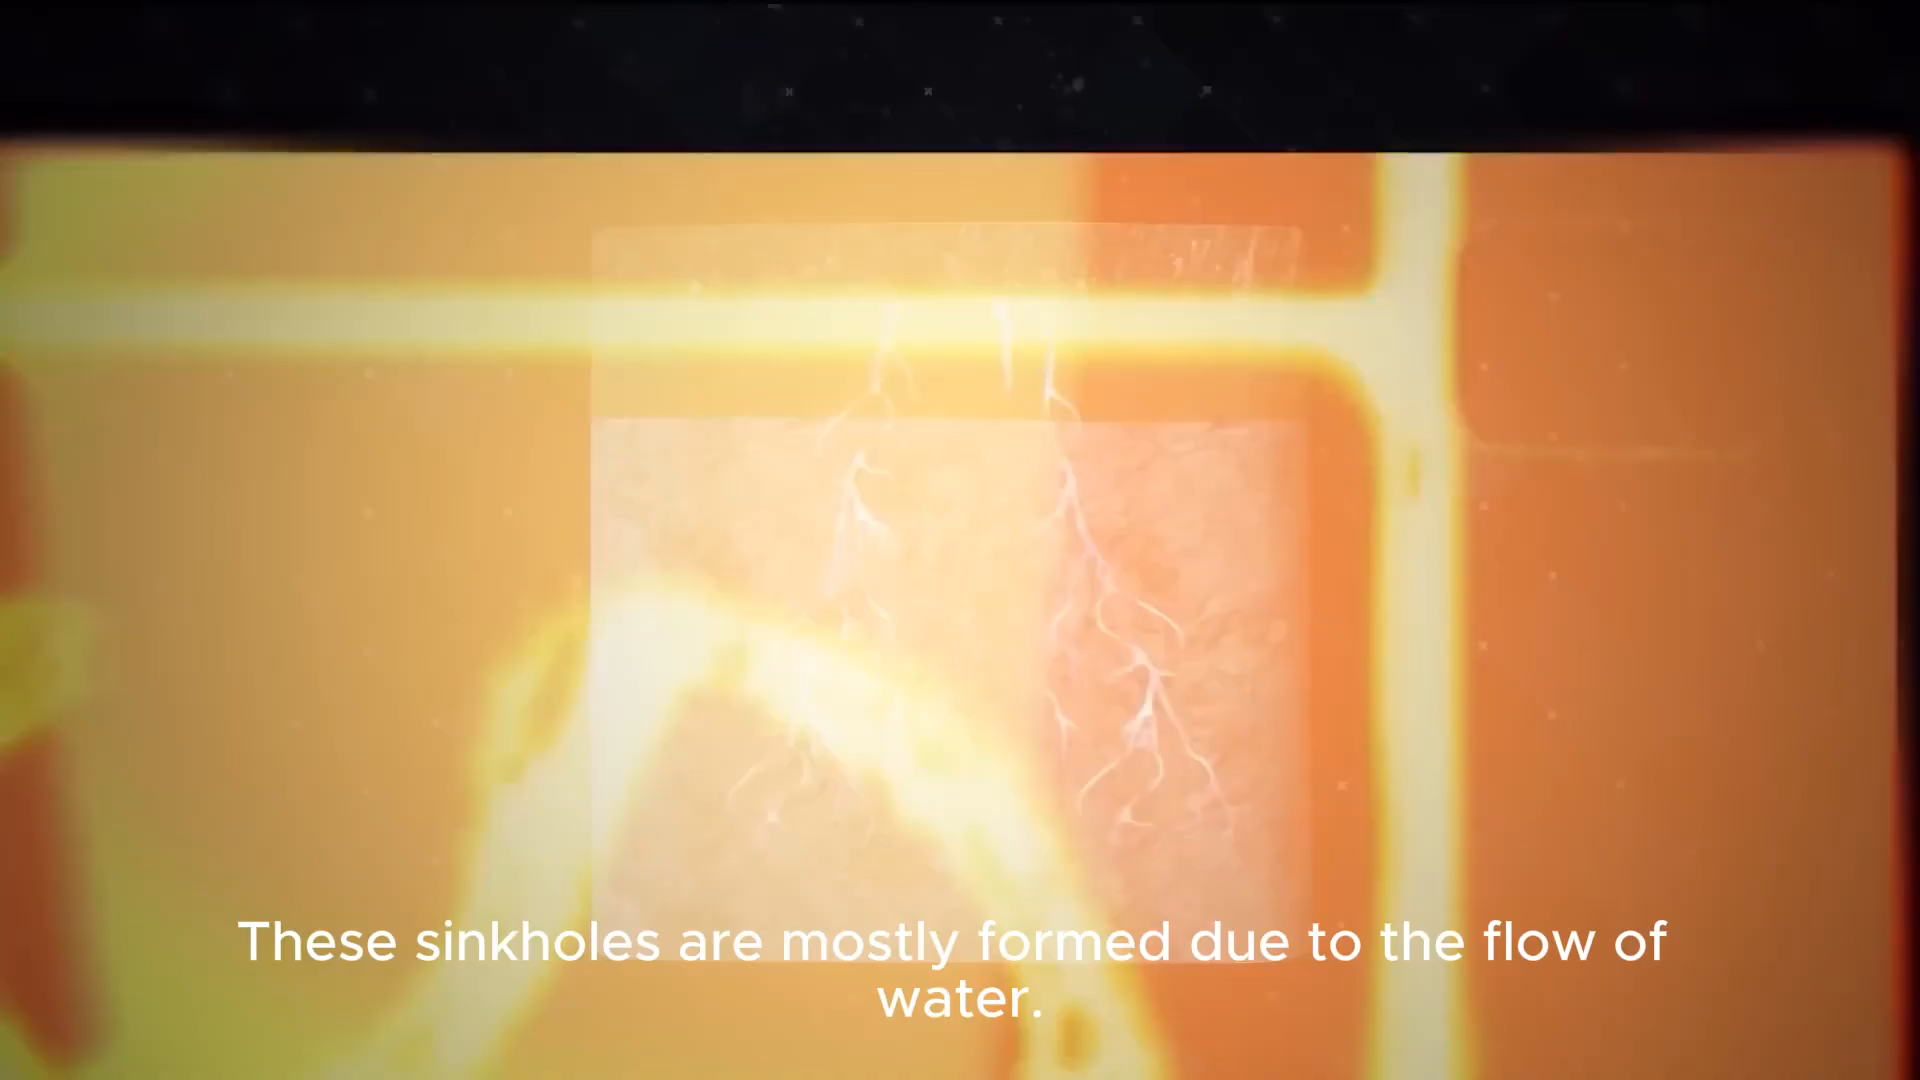 These sinkholes are mostly formed due to the flow of
water.